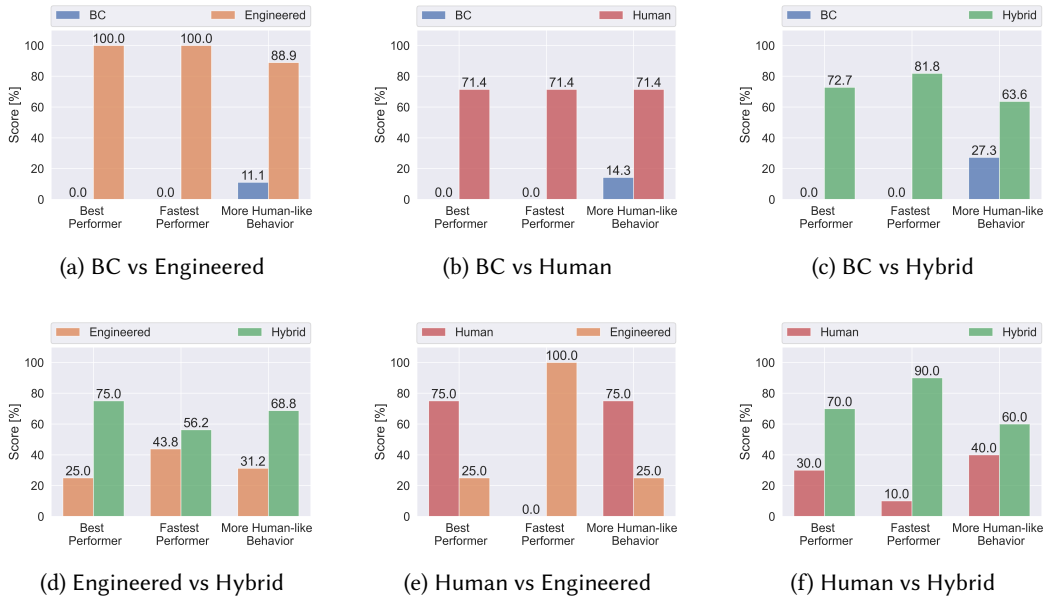 BC Engineered
100.0 100.0
100
88.9
80
60
Score [%]
40
20
11.1
0.0 0.0
0
Best Fastest More Human-like
Performer Performer Behavior
(a) BC vs Engineered
BC Human
100
80
71.4 71.4 71.4
60
Score [%]
40
20
14.3
0.0 0.0
0
Best Fastest More Human-like
Performer Performer Behavior
(b) BC vs Human
BC Hybrid
100
81.8
80
72.7
63.6
60
Score [%]
40
27.3
20
0.0 0.0
0
Best Fastest More Human-like
Performer Performer Behavior
(c) BC vs Hybrid
Engineered Hybrid
100
80
75.0
68.8
60
56.2
Score [%]
43.8
40
31.2
25.0
20
0
Best Fastest More Human-like
Performer Performer Behavior
(d) Engineered vs Hybrid
Human Engineered
100.0
100
80
75.0 75.0
60
Score [%]
40
25.0 25.0
20
0.0
0
Best Fastest More Human-like
Performer Performer Behavior
(e) Human vs Engineered
Human Hybrid
100
90.0
80
70.0
60.0
60
Score [%]
40.0
40
30.0
20
10.0
0
Best Fastest More Human-like
Performer Performer Behavior
(f) Human vs Hybrid